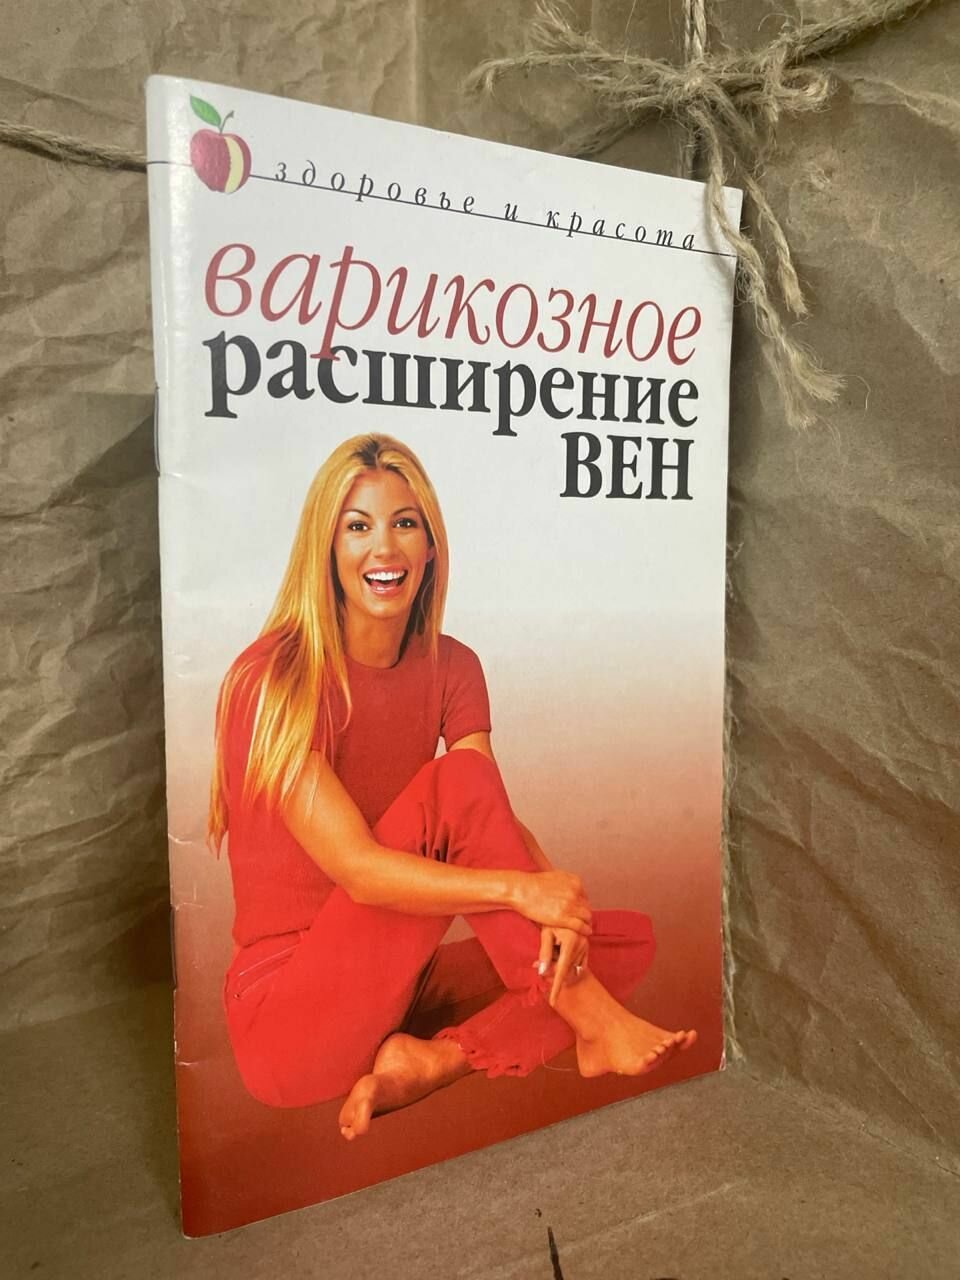 здоровье и красота
варикозное
расширение
ВЕН